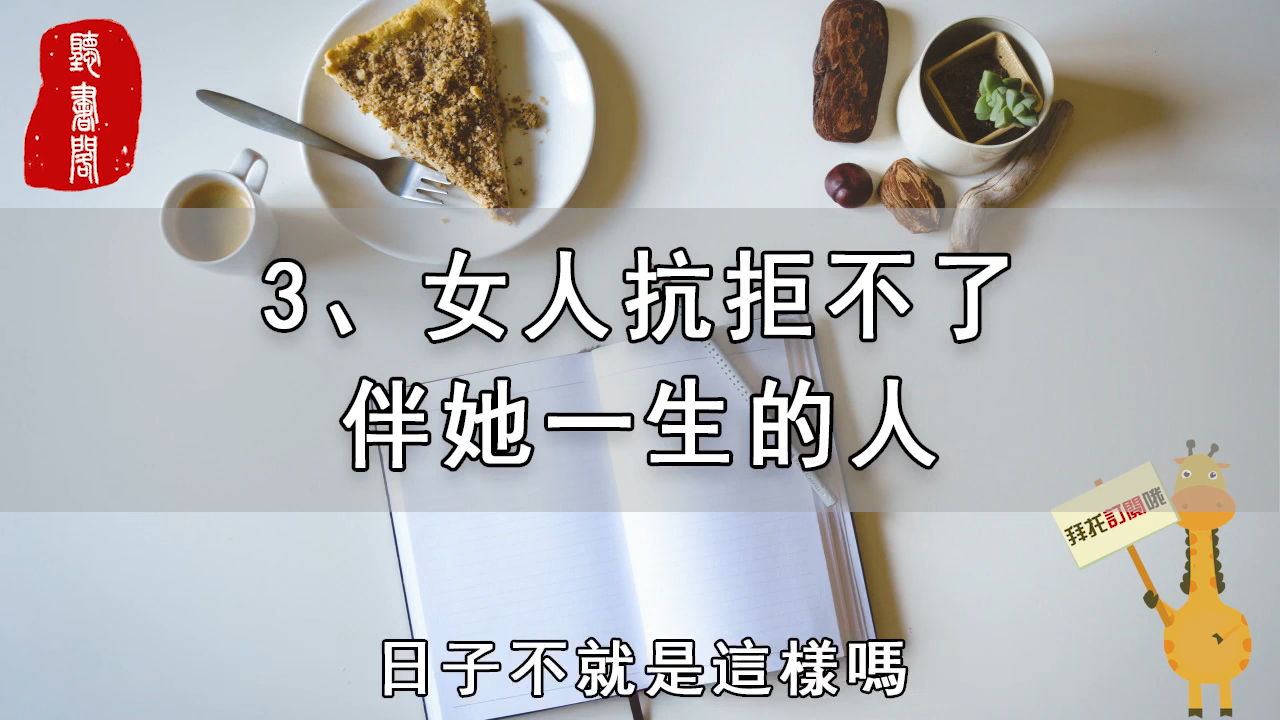 聽書閣
3、女人抗拒不了
伴她一生的人
拜托訂閱哦
日子不就是這樣嗎